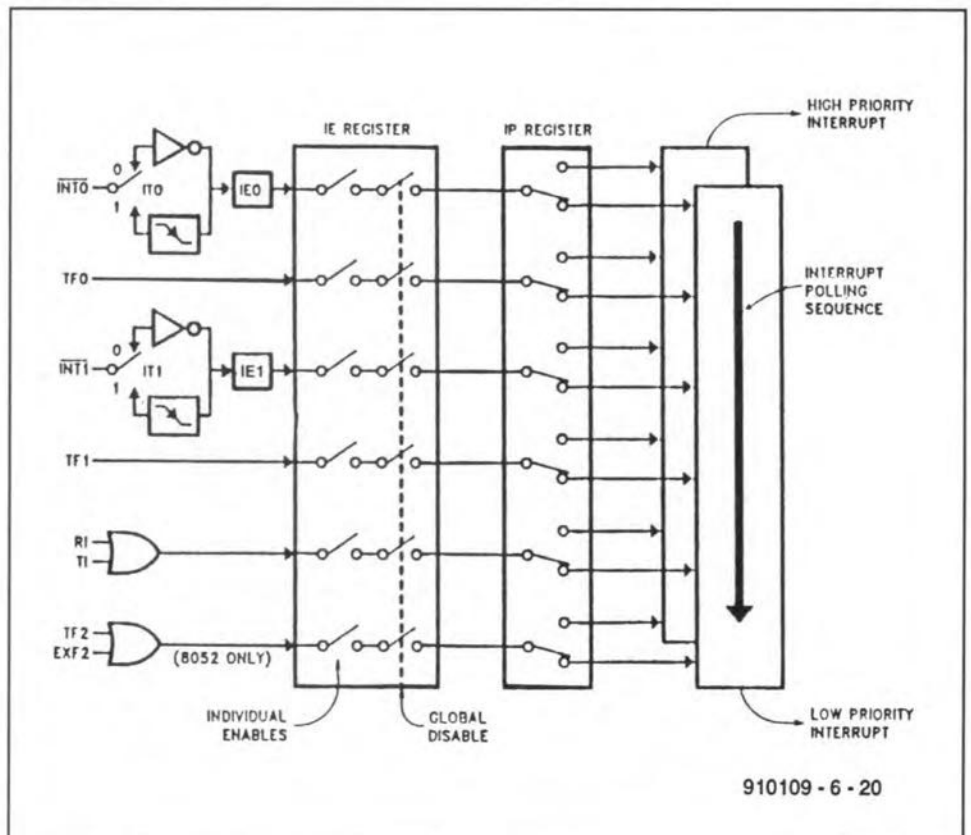 HIGH PRIORITY
INTERRUPT
IE REGISTER
IP REGISTER
0
INT0
IT0
IE0
1
INTERRUPT
POLLING
SEQUENCE
TF0
0
INT1
IT1
IE1
1
TF1
RI
TI
TF2
EXF2
(8052 ONLY)
INDIVIDUAL
ENABLES
GLOBAL
DISABLE
LOW PRIORITY
INTERRUPT
910109 - 6 - 20